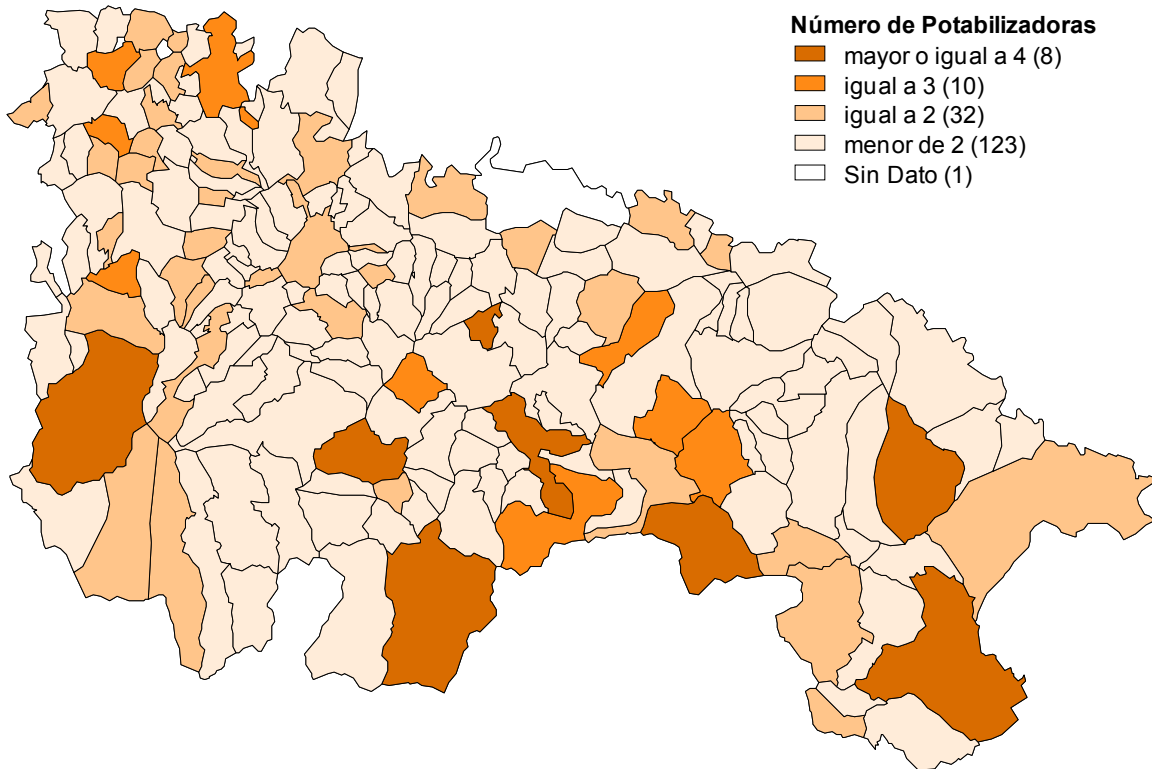 Número de Potabilizadoras
mayor o igual a 4 (8)
igual a 3 (10)
igual a 2 (32)
menor de 2 (123)
Sin Dato (1)